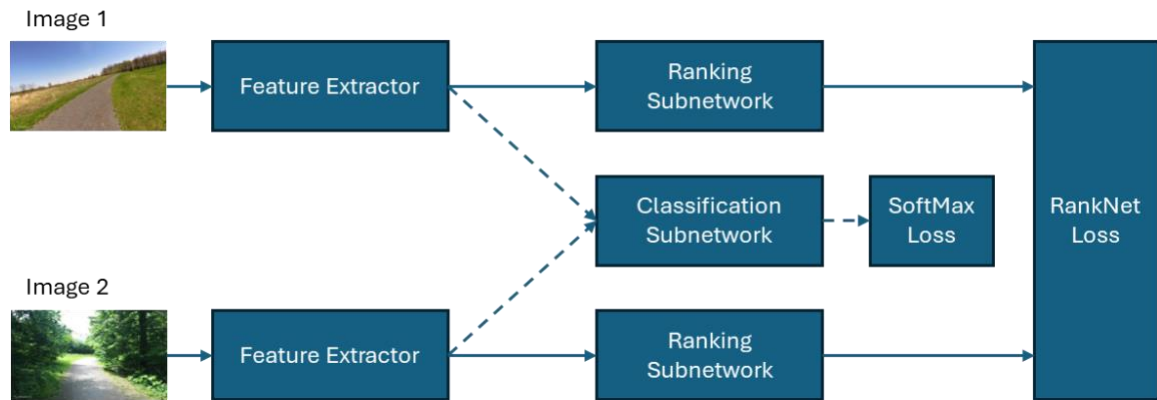 Image 1
Feature Extractor
Ranking
Subnetwork
Classification
Subnetwork
SoftMax
Loss
RankNet
Loss
Image 2
Feature Extractor
Ranking
Subnetwork